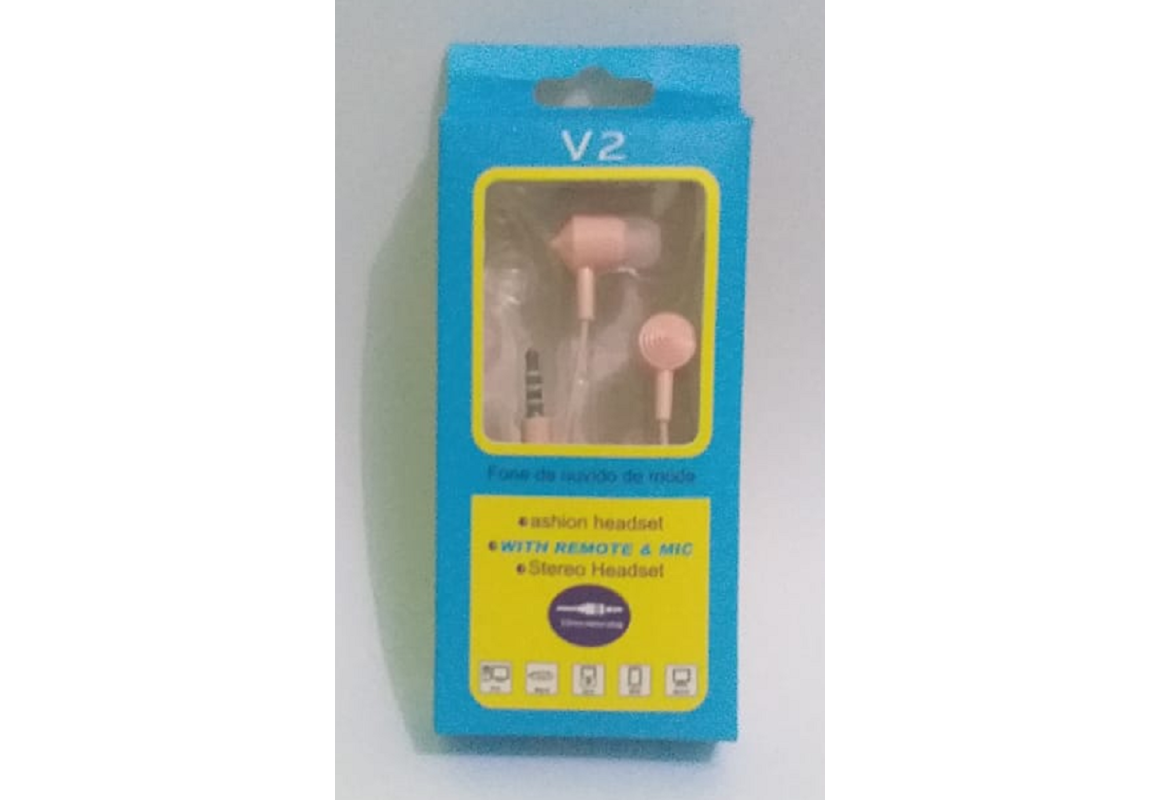 V2
Fone de ouvido de moda
ashion headset
WITH REMOTE & MIC
Stereo Headset